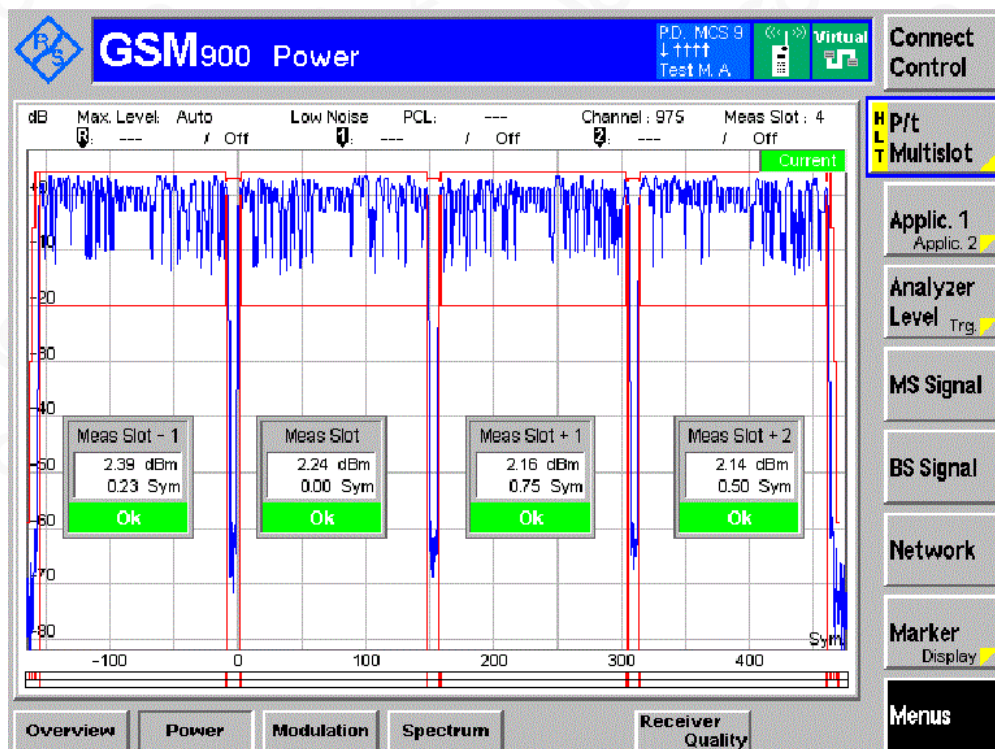 R/S GSM900 Power
P.D. MCS 9
↓ ↑↑↑↑
Test M. A
Virtual
Connect
Control
dB Max. Level: Auto Low Noise PCL: --- Channel : 975 Meas Slot : 4
R: --- / Off 1: --- / Off 2: --- / Off
Current
HLT
P/t
Multislot
Applic. 1
Applic. 2
Analyzer
Level Trg.
MS Signal
BS Signal
Network
Marker
Display
Menus
-10
-20
-30
-40
-50
-60
-70
-80
Meas Slot - 1
2.39 dBm
0.23 Sym
Ok
Meas Slot
2.24 dBm
0.00 Sym
Ok
Meas Slot + 1
2.16 dBm
0.75 Sym
Ok
Meas Slot + 2
2.14 dBm
0.50 Sym
Ok
Sym
-100 0 100 200 300 400
Overview Power Modulation Spectrum Receiver
Quality